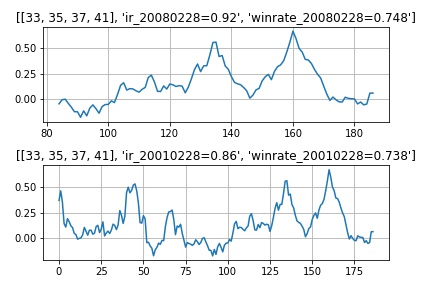 [[33, 35, 37, 41], 'ir_20080228=0.92', 'winrate_20080228=0.748']
0.50
0.25
0.00
80 100 120 140 160 180
[[33, 35, 37, 41], 'ir_20010228=0.86', 'winrate_20010228=0.738']
0.50
0.25
0.00
0 25 50 75 100 125 150 175